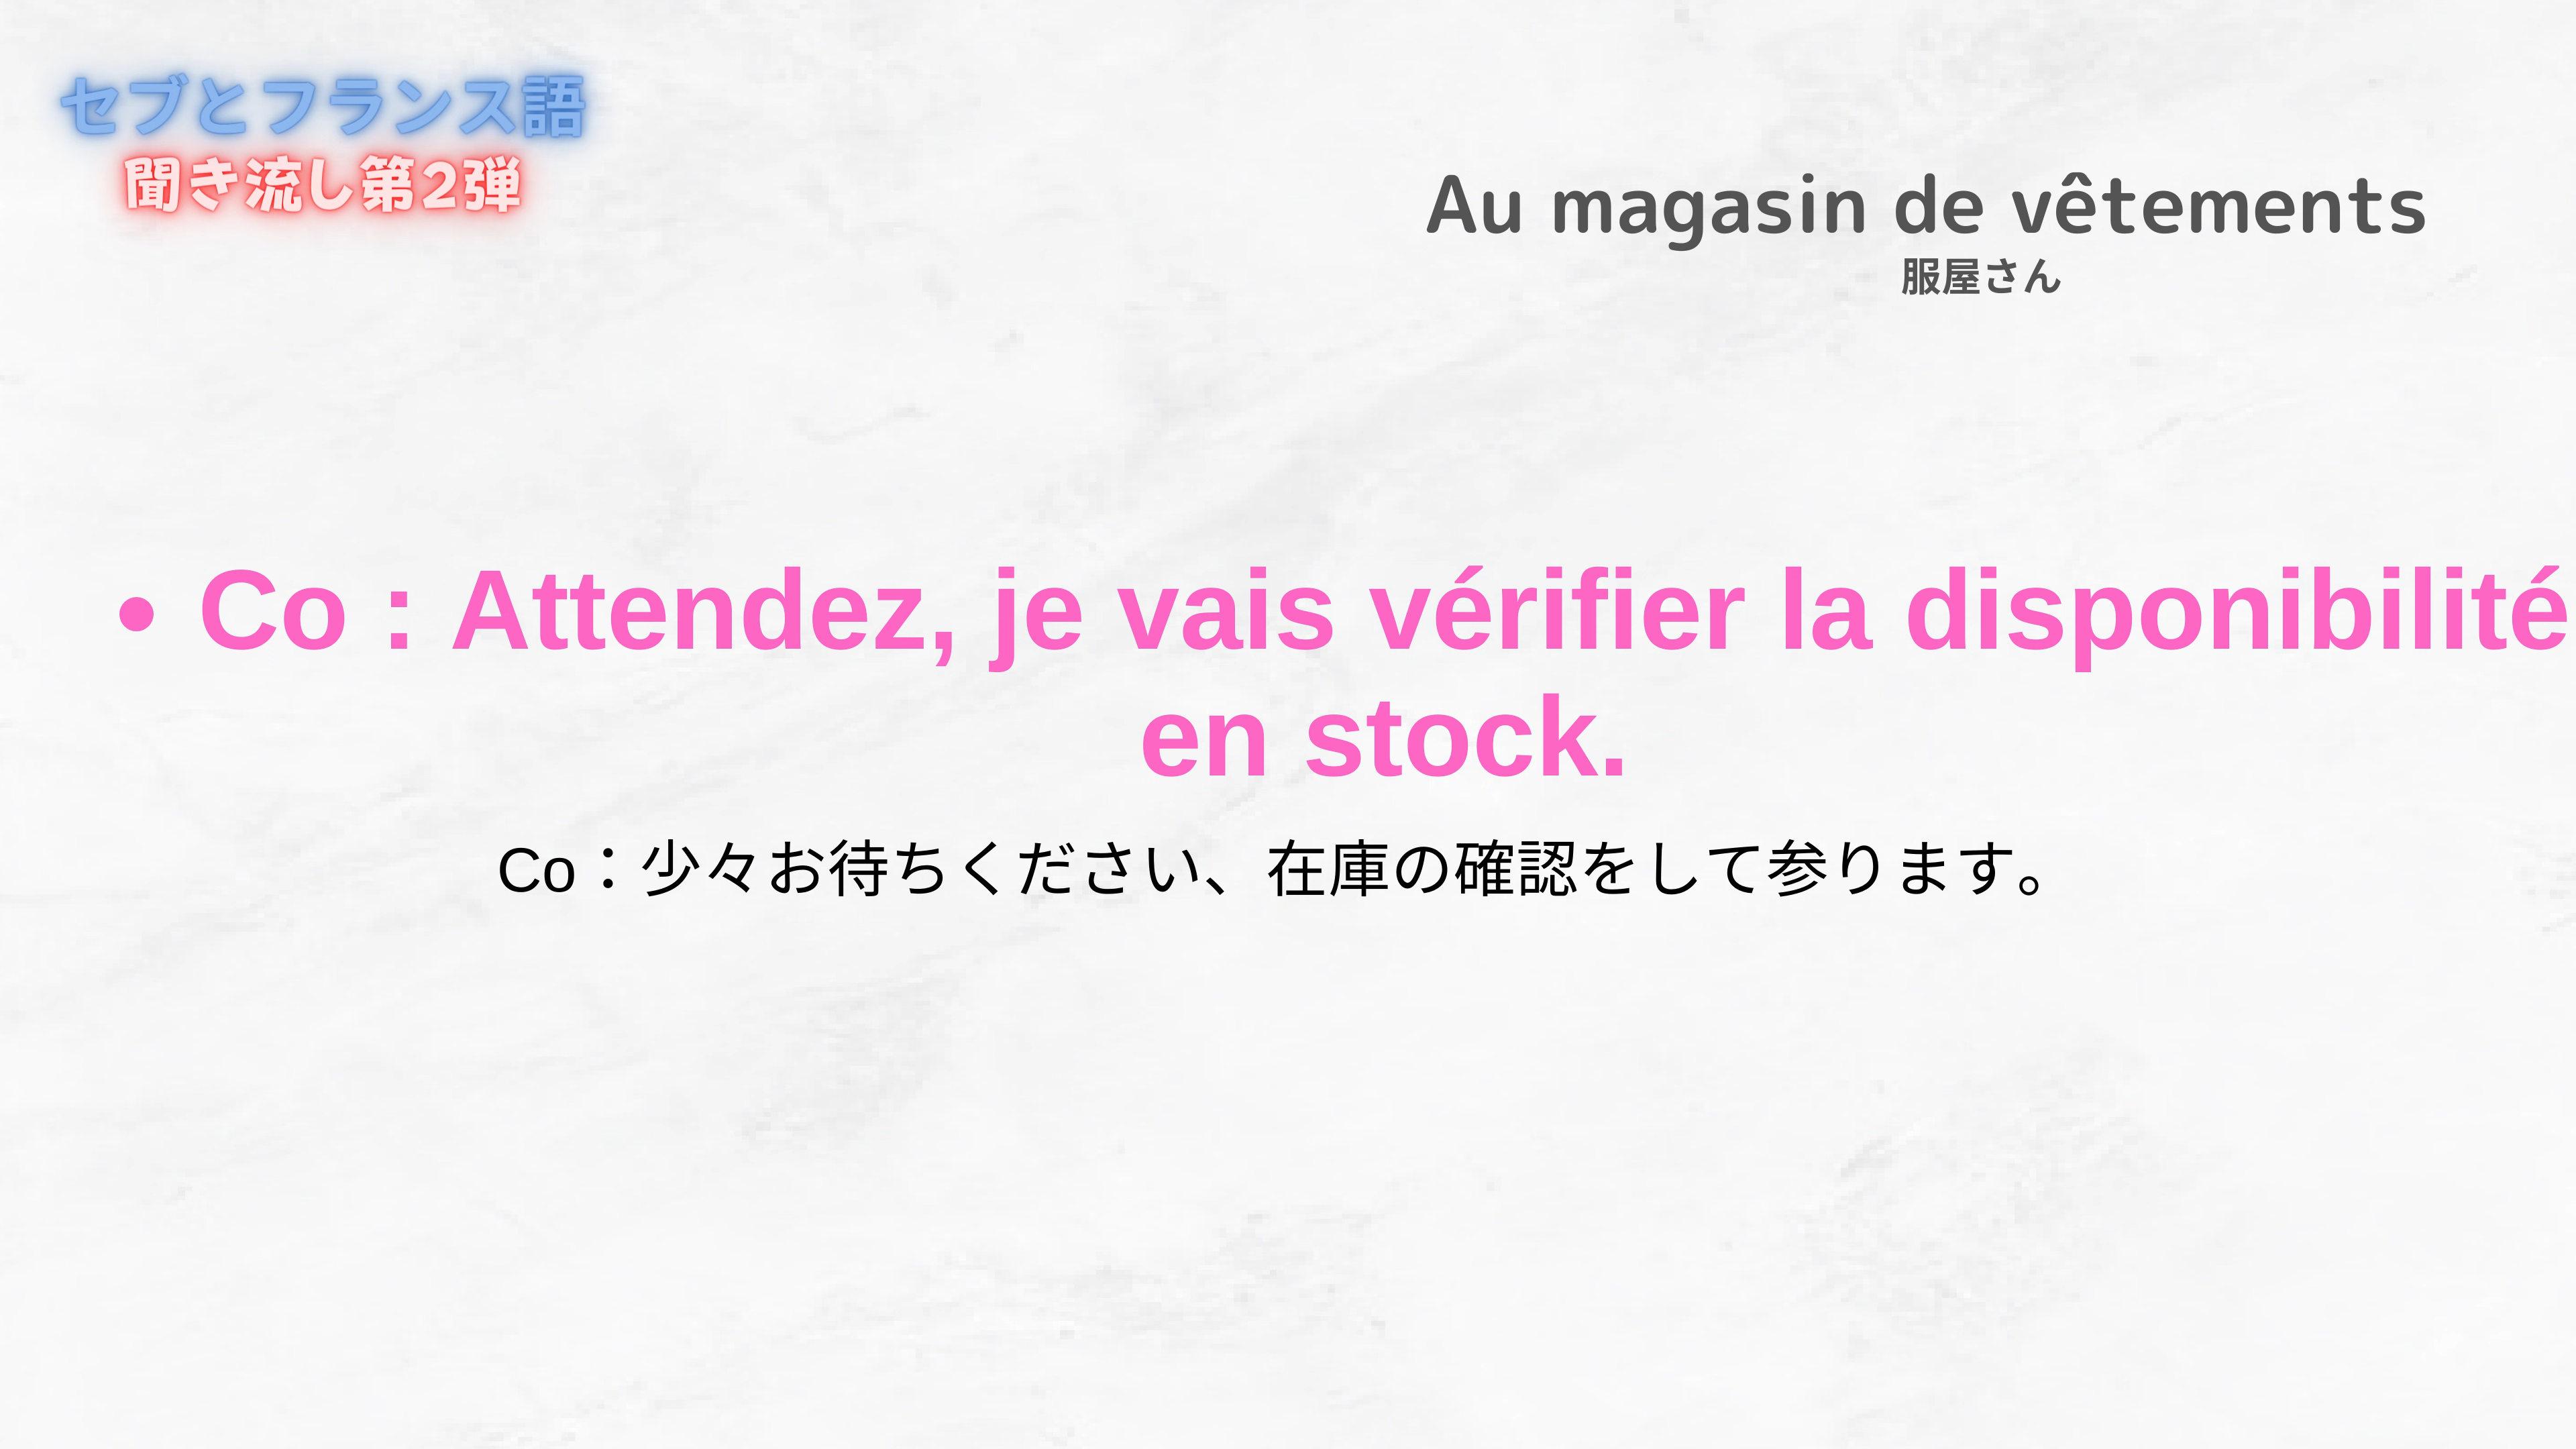 セブとフランス語
聞き流し第2弾
Au magasin de vêtements
服屋さん
• Co : Attendez, je vais vérifier la disponibilité
en stock.
Co：少々お待ちください、在庫の確認をして参ります。